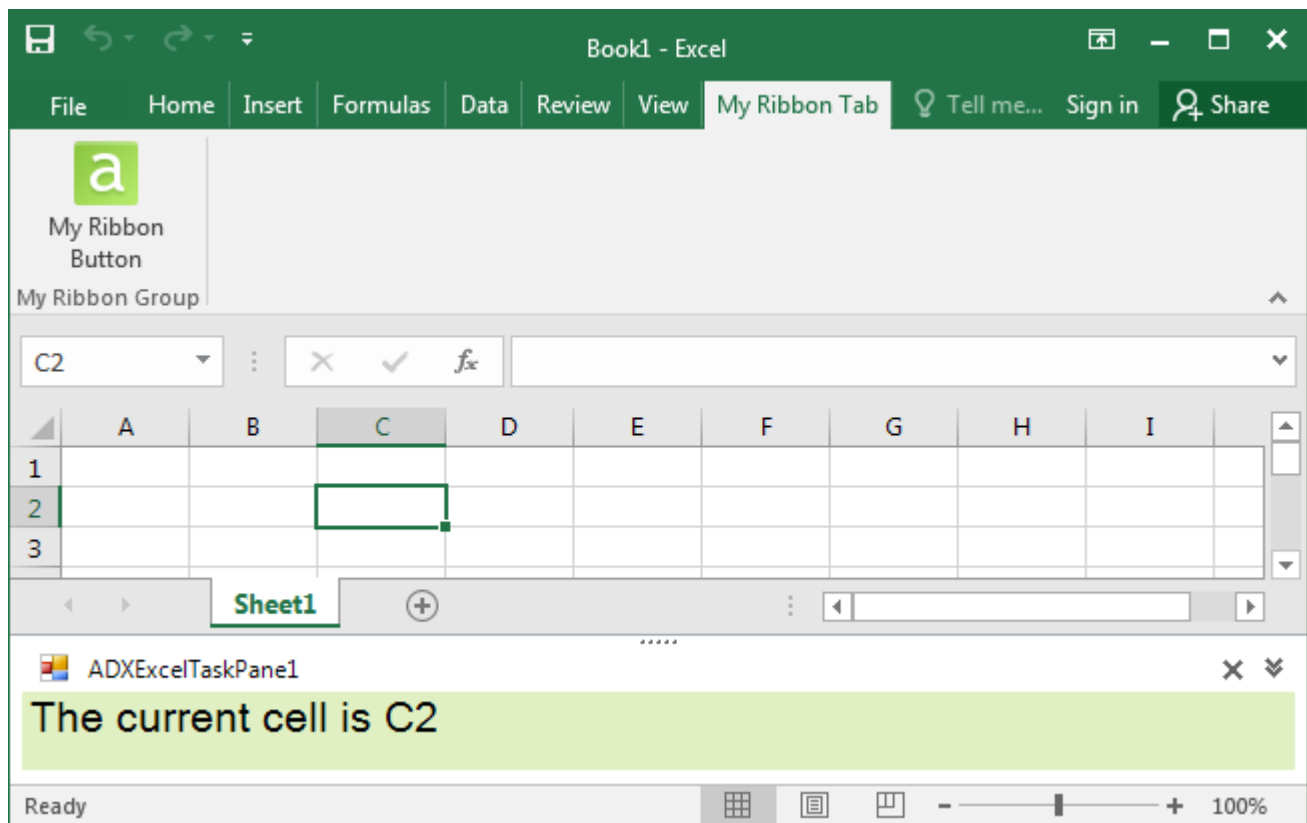 Book1 - Excel
File Home Insert Formulas Data Review View My Ribbon Tab Tell me... Sign in Share
a
My Ribbon
Button
My Ribbon Group
C2 fx
A B C D E F G H I
1
2
3
Sheet1
ADXExcelTaskPane1
The current cell is C2
Ready 100%